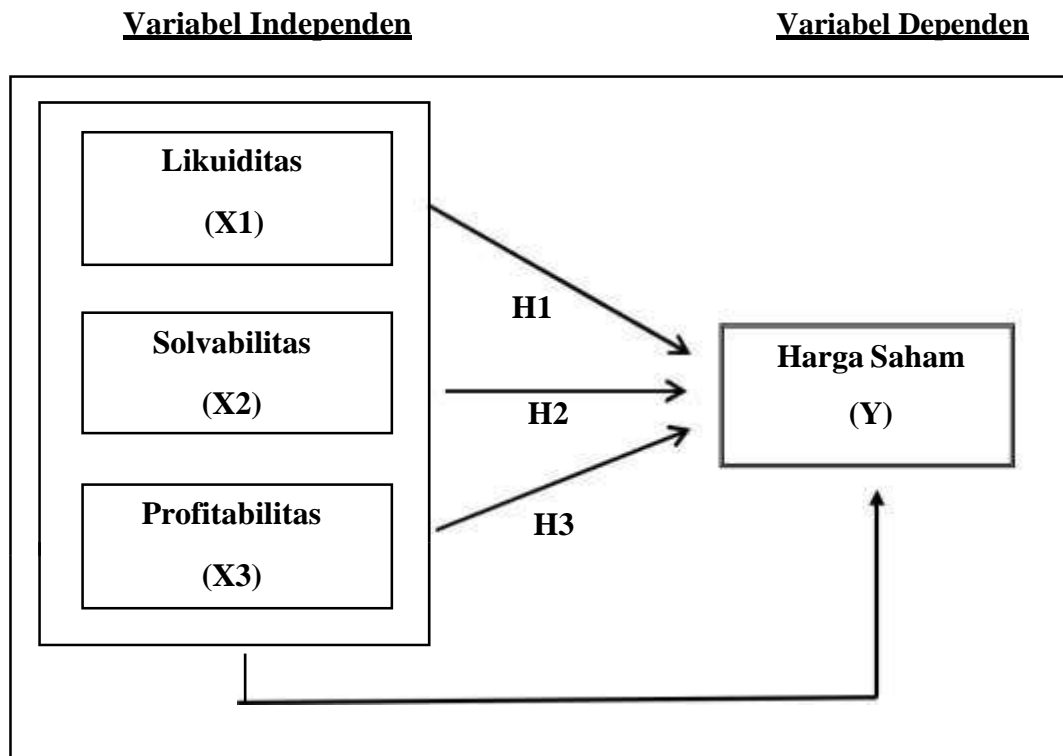 Variabel Independen
Variabel Dependen
Likuiditas
(X1)
H1
Solvabilitas
(X2)
H2
Harga Saham
(Y)
Profitabilitas
(X3)
H3